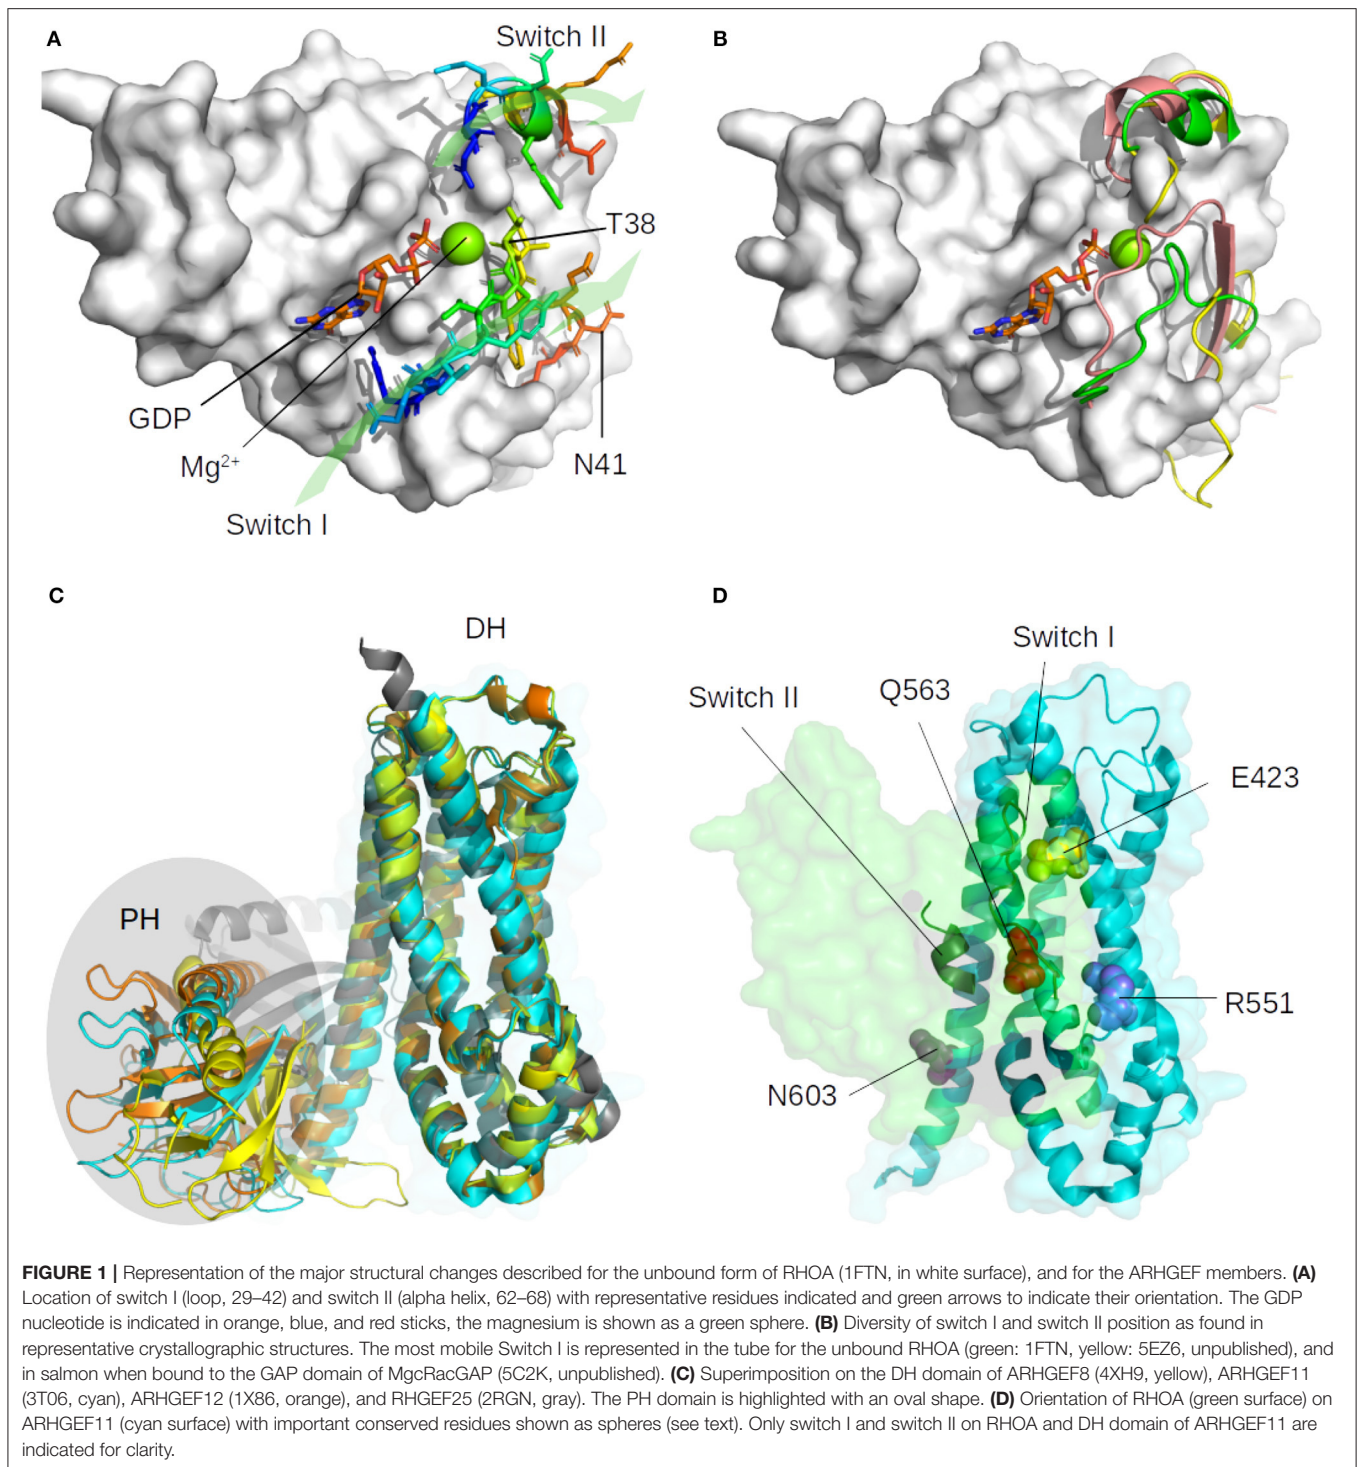 A
Switch II
T38
GDP
Mg²⁺
N41
Switch I
B
C
DH
PH
D
Switch I
Q563
Switch II
E423
R551
N603
FIGURE 1 | Representation of the major structural changes described for the unbound form of RHOA (1FTN, in white surface), and for the ARHGEF members. (A)
Location of switch I (loop, 29–42) and switch II (alpha helix, 62–68) with representative residues indicated and green arrows to indicate their orientation. The GDP
nucleotide is indicated in orange, blue, and red sticks, the magnesium is shown as a green sphere. (B) Diversity of switch I and switch II position as found in
representative crystallographic structures. The most mobile Switch I is represented in the tube for the unbound RHOA (green: 1FTN, yellow: 5EZ6, unpublished), and
in salmon when bound to the GAP domain of MgcRacGAP (5C2K, unpublished). (C) Superimposition on the DH domain of ARHGEF8 (4XH9, yellow), ARHGEF11
(3T06, cyan), ARHGEF12 (1X86, orange), and RHGEF25 (2RGN, gray). The PH domain is highlighted with an oval shape. (D) Orientation of RHOA (green surface) on
ARHGEF11 (cyan surface) with important conserved residues shown as spheres (see text). Only switch I and switch II on RHOA and DH domain of ARHGEF11 are
indicated for clarity.